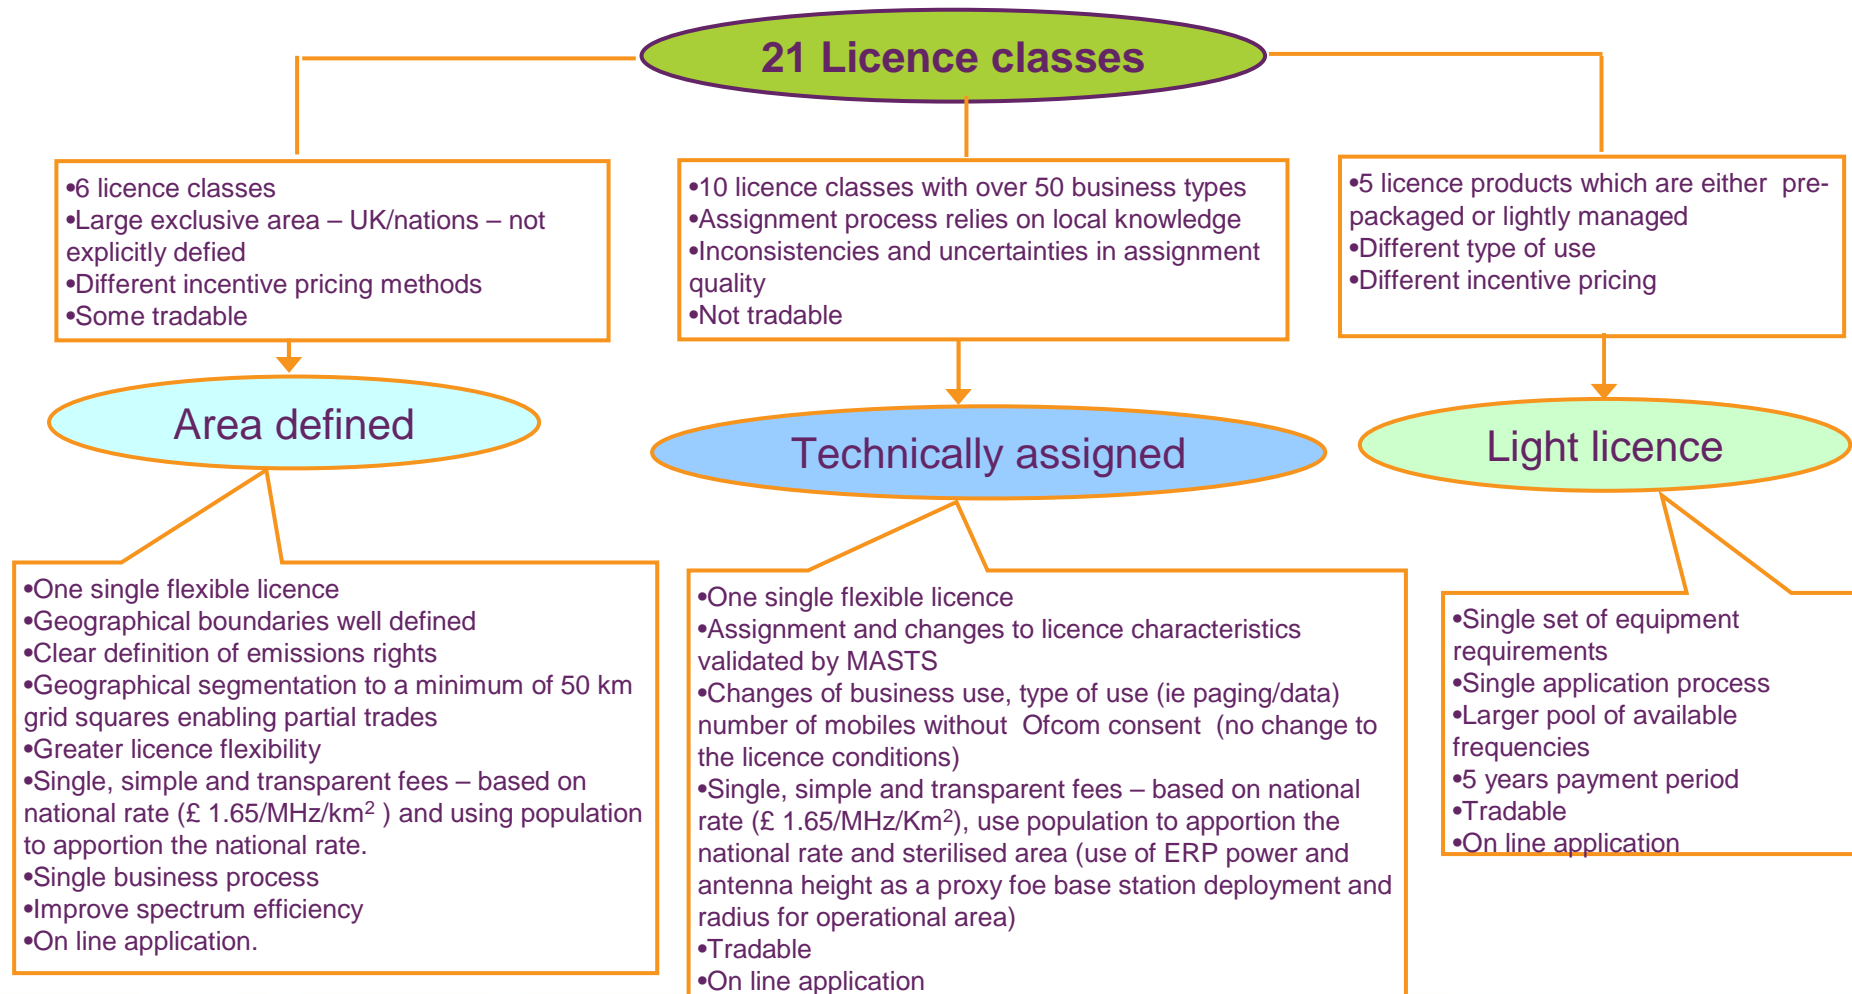 21 Licence classes
•6 licence classes
•Large exclusive area – UK/nations – not
explicitly defied
•Different incentive pricing methods
•Some tradable
•10 licence classes with over 50 business types
•Assignment process relies on local knowledge
•Inconsistencies and uncertainties in assignment
quality
•Not tradable
•5 licence products which are either  pre-
packaged or lightly managed
•Different type of use
•Different incentive pricing
Area defined
Technically assigned
Light licence
•One single flexible licence
•Geographical boundaries well defined
•Clear definition of emissions rights
•Geographical segmentation to a minimum of 50 km
grid squares enabling partial trades
•Greater licence flexibility
•Single, simple and transparent fees – based on
national rate (£ 1.65/MHz/km² ) and using population
to apportion the national rate.
•Single business process
•Improve spectrum efficiency
•On line application.
•One single flexible licence
•Assignment and changes to licence characteristics
validated by MASTS
•Changes of business use, type of use (ie paging/data)
number of mobiles without  Ofcom consent  (no change to
the licence conditions)
•Single, simple and transparent fees – based on national
rate (£ 1.65/MHz/Km²), use population to apportion the
national rate and sterilised area (use of ERP power and
antenna height as a proxy foe base station deployment and
radius for operational area)
•Tradable
•On line application
•Single set of equipment
requirements
•Single application process
•Larger pool of available
frequencies
•5 years payment period
•Tradable
•On line application